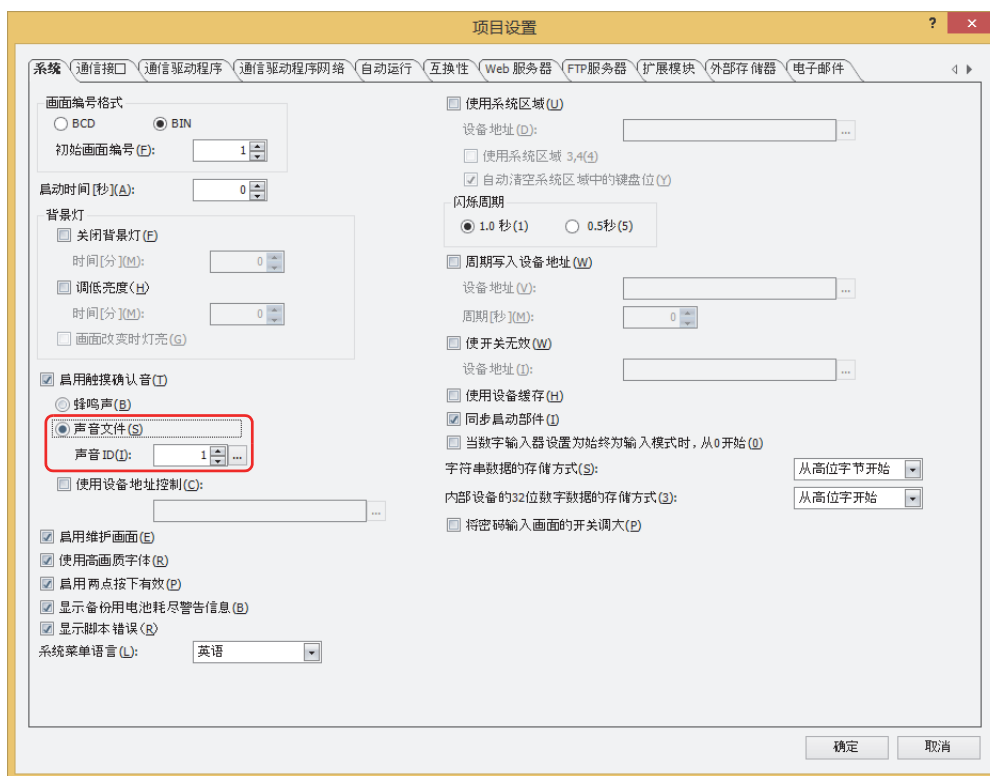 项目设置
? ×
系统 通信接口 通信驱动程序 通信驱动程序网络 自动运行 互换性 Web 服务器 FTP服务器 扩展模块 外部存储器 电子邮件
画面编号格式
BCD BIN
初始画面编号(F): 1
启动时间[秒](A): 0
背景灯
关闭背景灯(F)
时间[分](M): 0
调低亮度(H)
时间[分](M): 0
画面改变时灯亮(G)
启用触摸确认音(T)
蜂鸣声(B)
声音文件(S)
声音 ID(I): 1 ...
使用设备地址控制(C):
...
启用维护画面(E)
使用高画质字体(R)
启用两点按下有效(P)
显示备份用电池耗尽警告信息(B)
显示脚本错误(R)
系统菜单语言(L): 英语
使用系统区域(U)
设备地址(D): ...
使用系统区域 3,4(4)
自动清空系统区域中的键盘位(Y)
闪烁周期
1.0 秒(1) 0.5秒(5)
周期写入设备地址(W)
设备地址(V): ...
周期[秒](M): 0
使开关无效(W)
设备地址(I): ...
使用设备缓存(H)
同步启动部件(I)
当数字输入器设置为始终为输入模式时, 从0开始(0)
字符串数据的存储方式(S): 从高位字节开始
内部设备的32位数字数据的存储方式(3): 从高位字开始
将密码输入画面的开关调大(P)
确定 取消